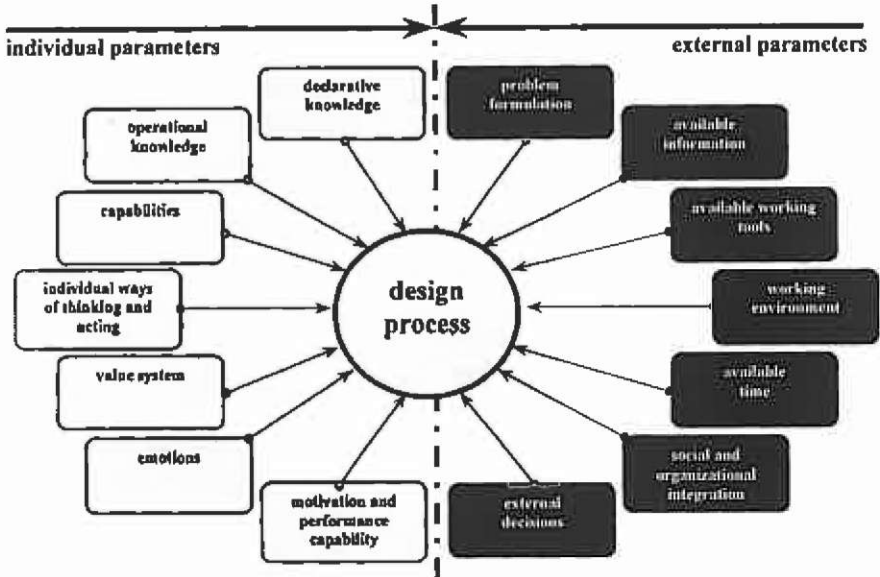 individual parameters
external parameters
declarative
knowledge
problem
formulation
operational
knowledge
available
information
capabilities
available working
tools
design
process
individual ways
of thinking and
acting
working
environment
value system
available
time
emotions
social and
organizational
integration
motivation and
performance
capability
external
decisions